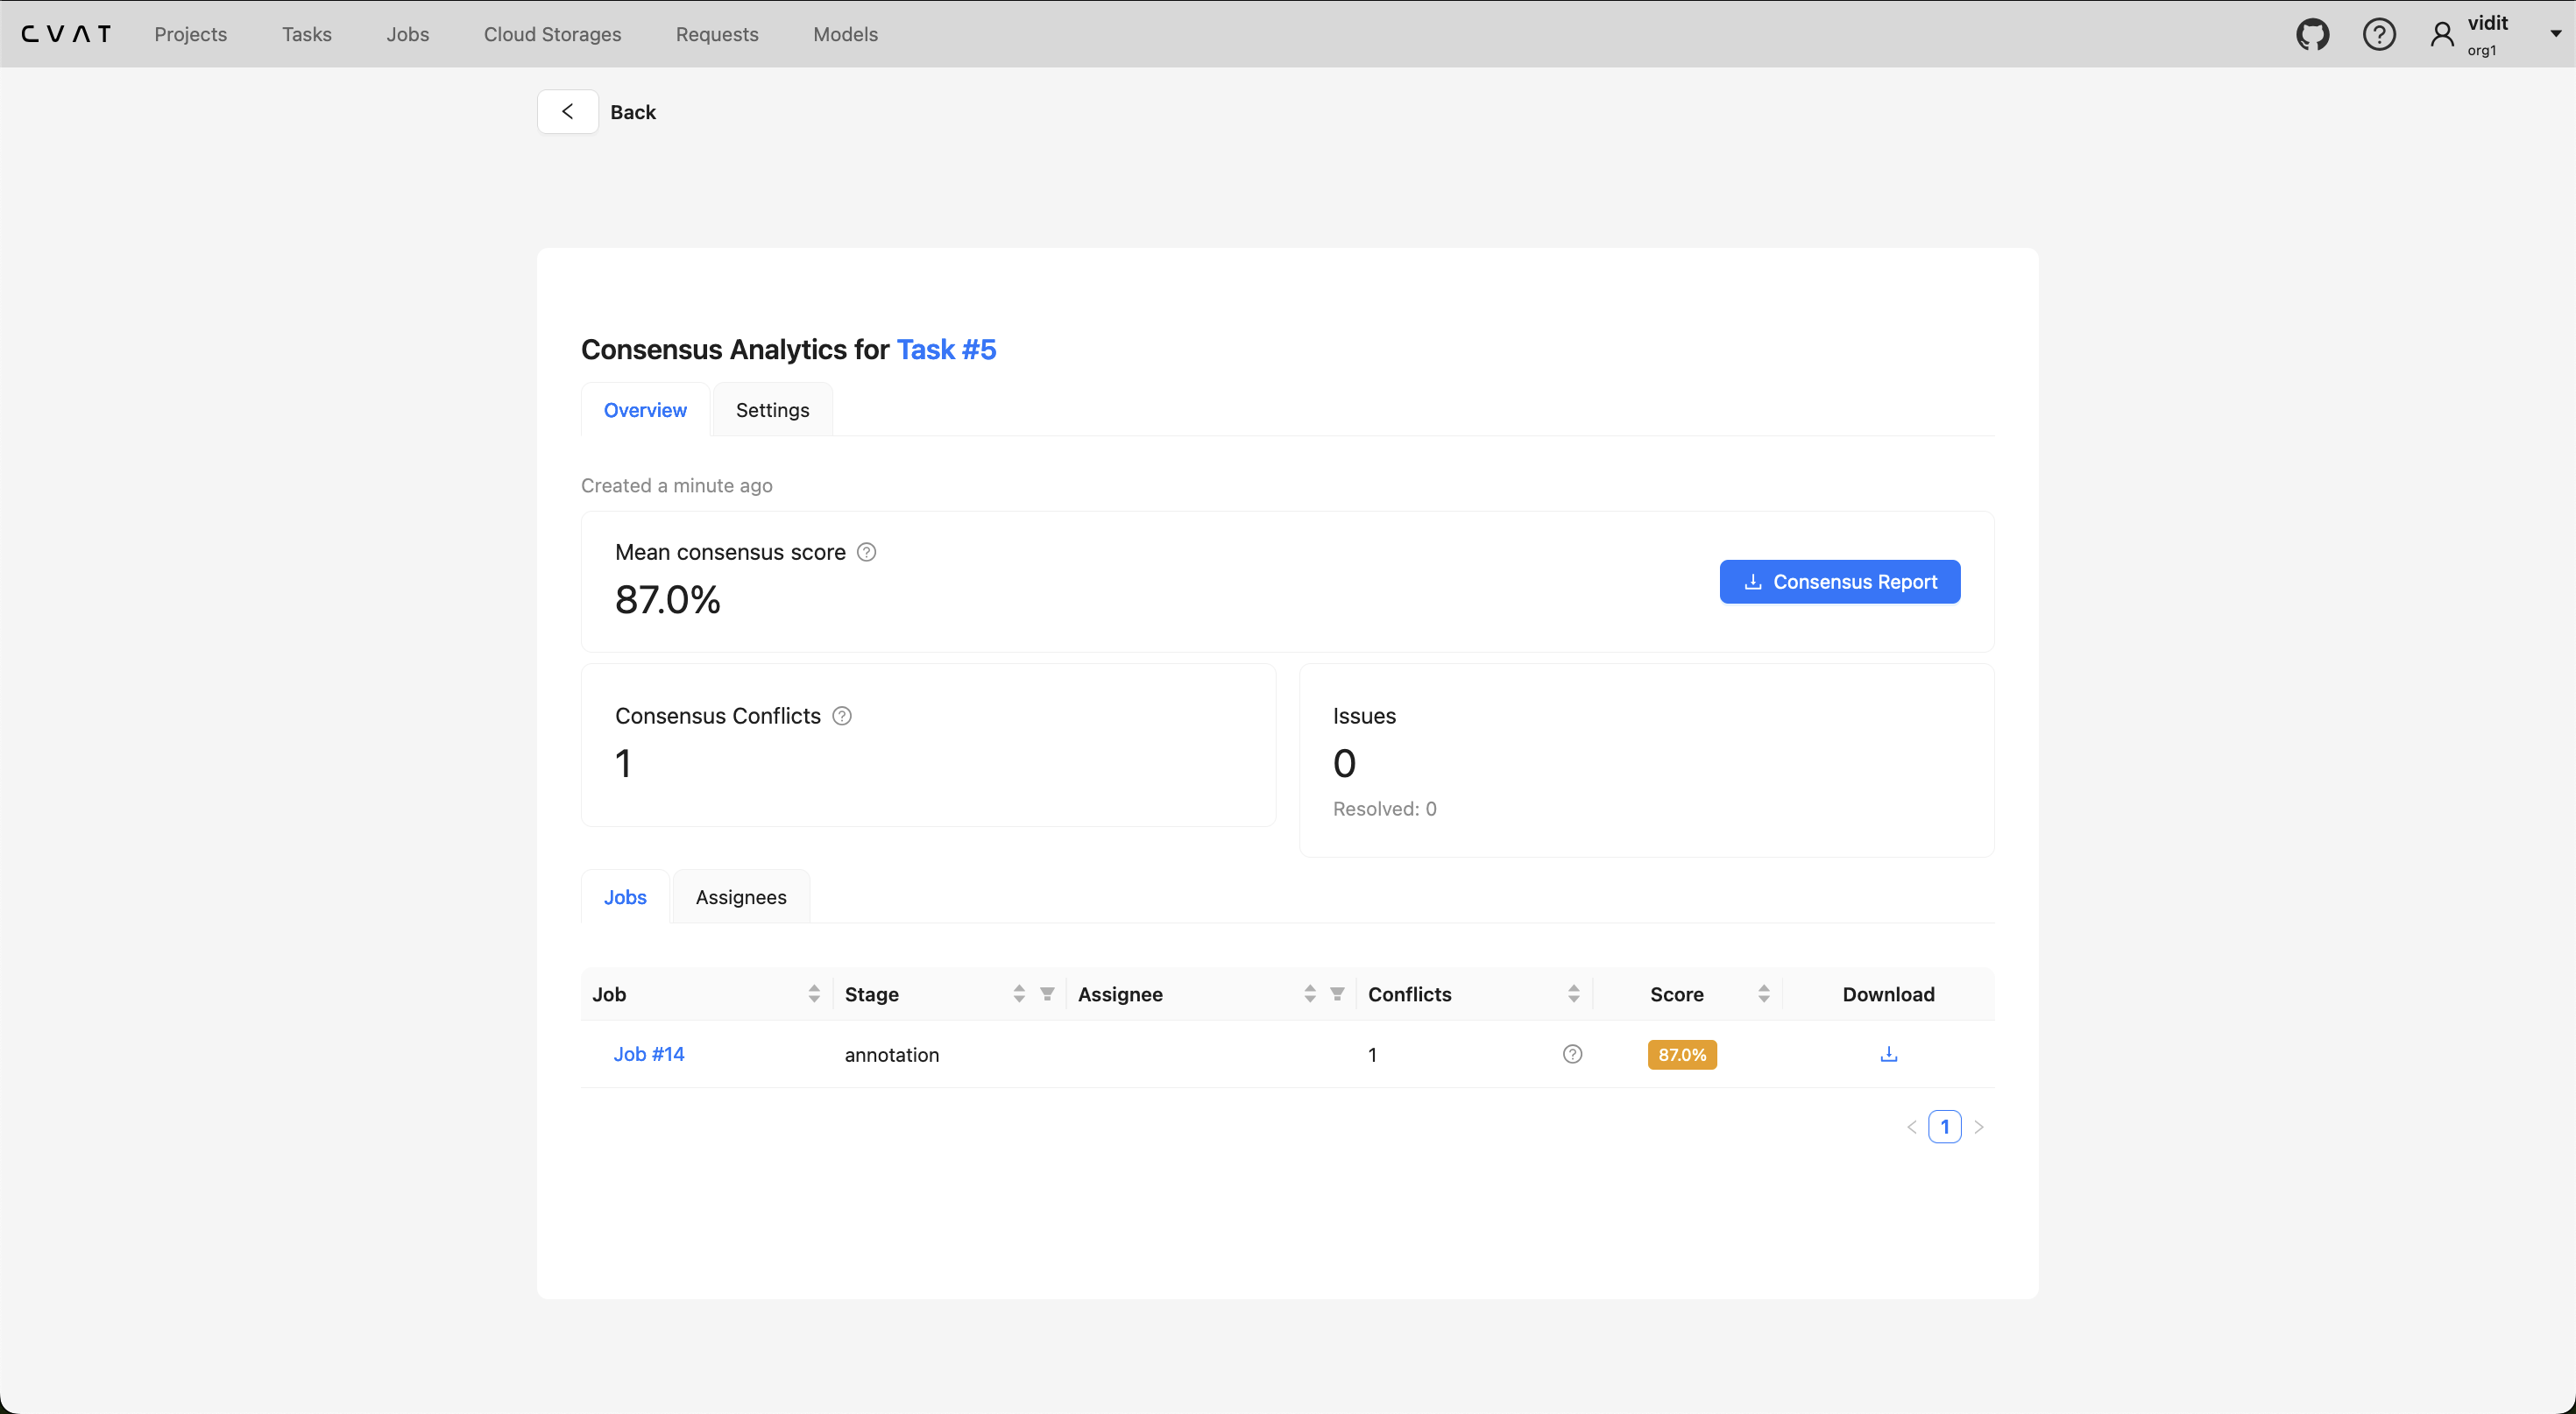 CVAT Projects Tasks Jobs Cloud Storages Requests Models vidit
org1
Back
Consensus Analytics for Task #5
Overview Settings
Created a minute ago
Mean consensus score
87.0%
Consensus Report
Consensus Conflicts
1
Issues
0
Resolved: 0
Jobs Assignees
Job Stage Assignee Conflicts Score Download
Job #14 annotation 1 87.0%
1